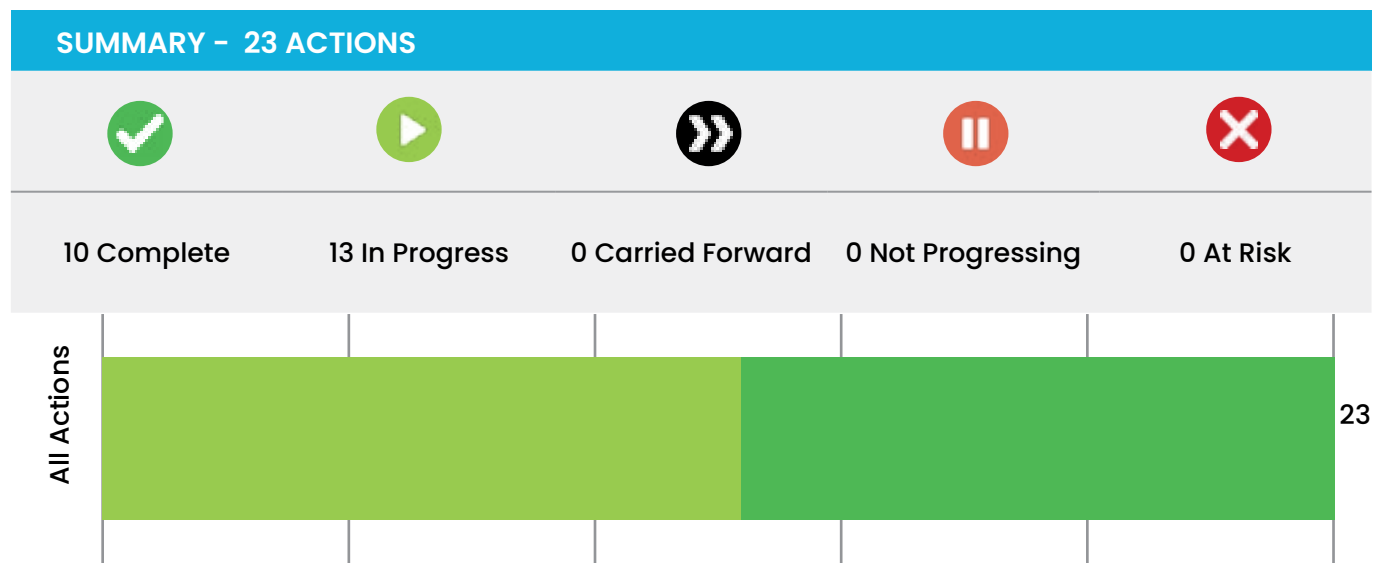 SUMMARY - 23 ACTIONS
10 Complete
13 In Progress
0 Carried Forward
0 Not Progressing
0 At Risk
All Actions
23